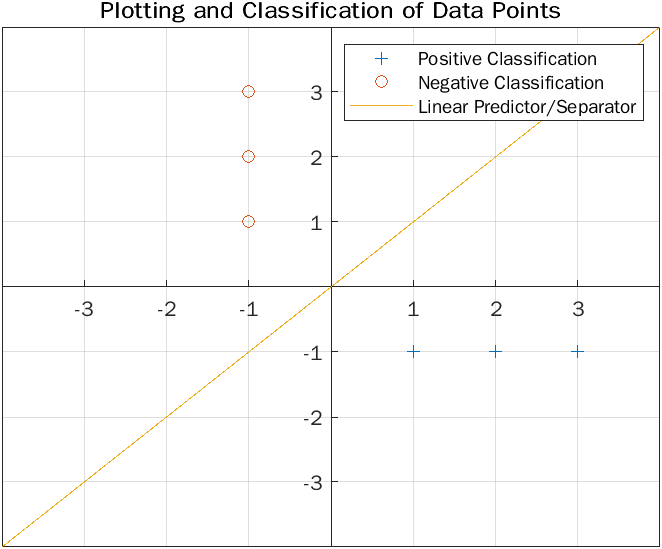 Plotting and Classification of Data Points
Positive Classification
Negative Classification
Linear Predictor/Separator
3
2
1
-3 -2 -1 1 2 3
-1
-2
-3